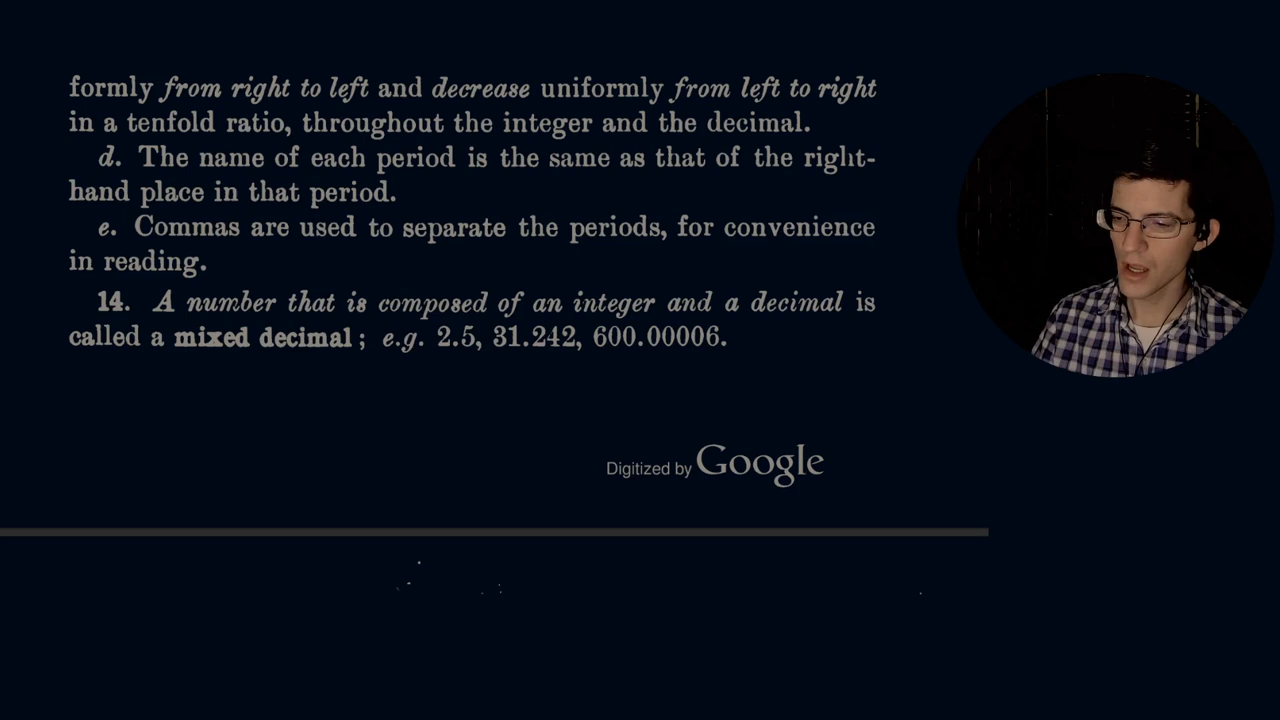 formly from right to left and decrease uniformly from left to right
in a tenfold ratio, throughout the integer and the decimal.
d. The name of each period is the same as that of the right-
hand place in that period.
e. Commas are used to separate the periods, for convenience
in reading.
14. A number that is composed of an integer and a decimal is
called a mixed decimal; e.g. 2.5, 31.242, 600.00006.
Digitized by Google